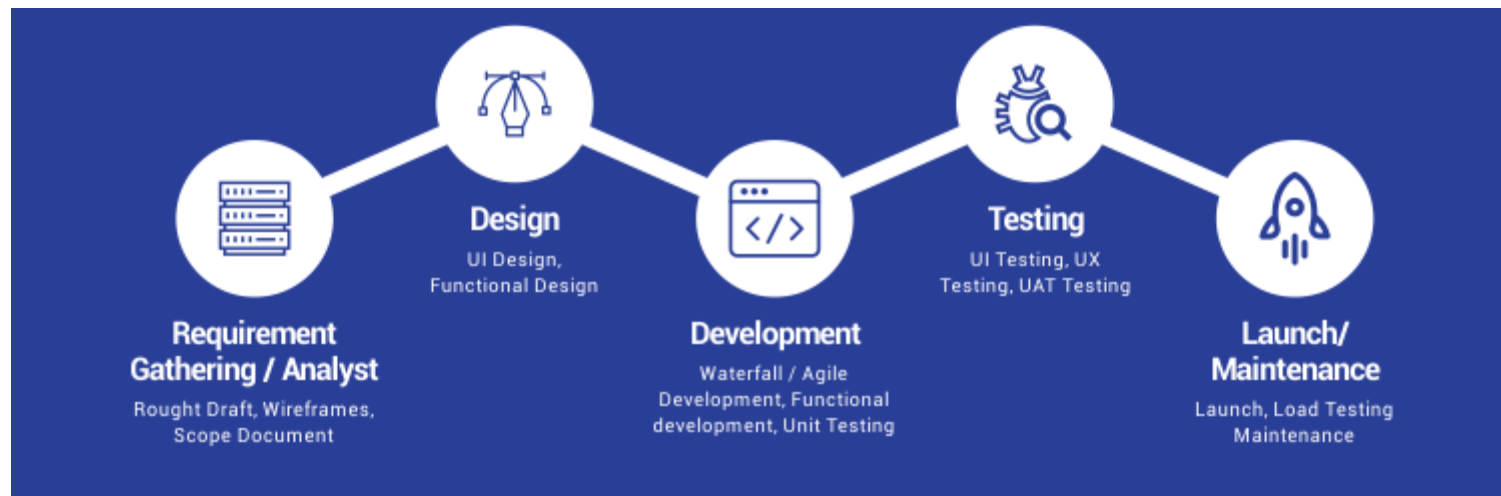 Requirement
Gathering / Analyst
Rought Draft, Wireframes,
Scope Document
Design
UI Design,
Functional Design
</>
Development
Waterfall / Agile
Development, Functional
development, Unit Testing
Testing
UI Testing, UX
Testing, UAT Testing
Launch/
Maintenance
Launch, Load Testing
Maintenance